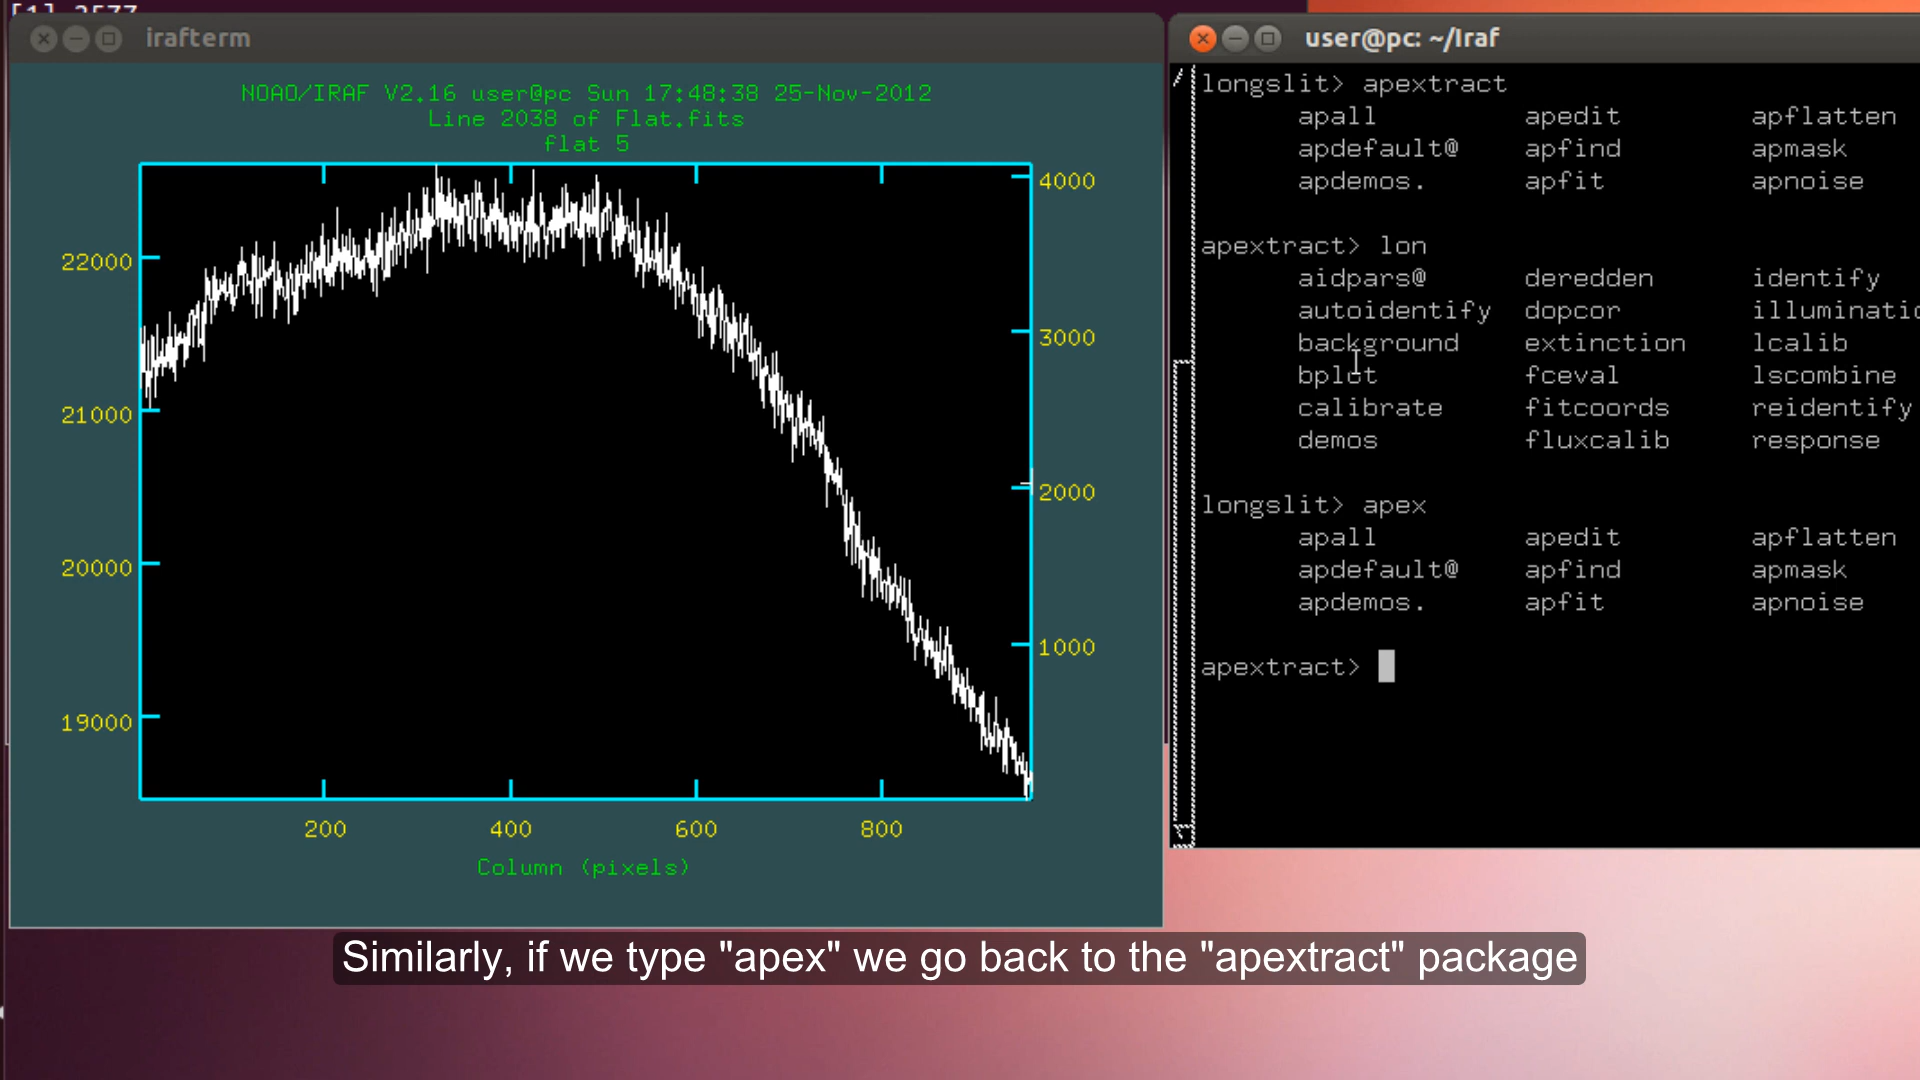 irafterm
NOAO/IRAF V2.16 user@pc Sun 17:48:38 25-Nov-2012
Line 2038 of Flat.fits
flat 5
22000
21000
20000
19000
4000
3000
2000
1000
200 400 600 800
Column (pixels)
user@pc: ~/Iraf
longslit> apextract
apall apedit apflatten
apdefault@ apfind apmask
apdemos. apfit apnoise
apextract> lon
aidpars@ deredden identify
autoidentify dopcor
background extinction lcalib
bplot fceval lscombine
calibrate fitcoords reidentify
demos fluxcalib response
longslit> apex
apall apedit apflatten
apdefault@ apfind apmask
apdemos. apfit apnoise
apextract>
Similarly, if we type "apex" we go back to the "apextract" package